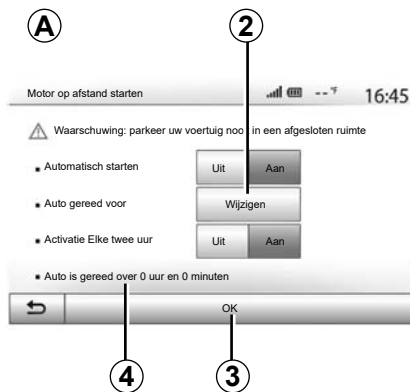 A
2
Motor op afstand starten
--°F
16:45
Waarschuwing: parkeer uw voertuig nooit in een afgesloten ruimte
Automatisch starten
Uit
Aan
Auto gereed voor
Wijzigen
Activatie Elke twee uur
Uit
Aan
Auto is gereed over 0 uur en 0 minuten
OK
4
3